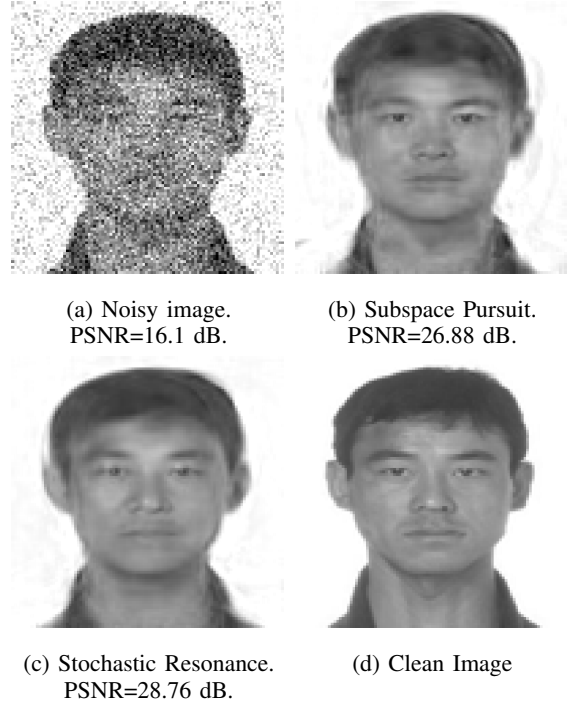 (a) Noisy image.
PSNR=16.1 dB.
(b) Subspace Pursuit.
PSNR=26.88 dB.
(c) Stochastic Resonance.
PSNR=28.76 dB.
(d) Clean Image